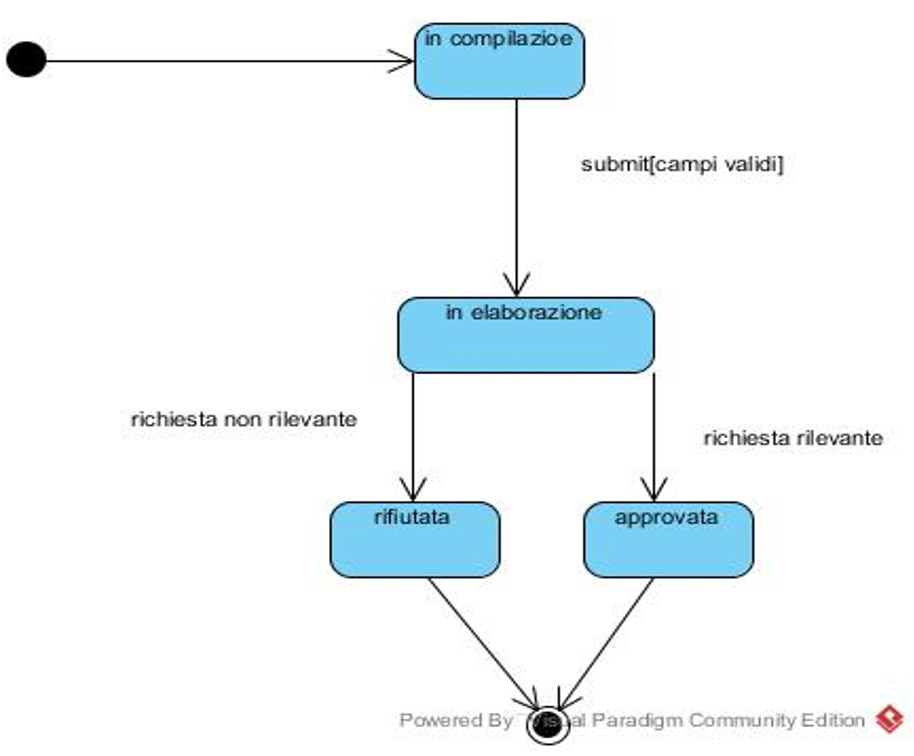 in compilazioe
submit[campi validi]
in elaborazione
richiesta non rilevante
richiesta rilevante
rifiutata
approvata
Powered By Visual Paradigm Community Edition